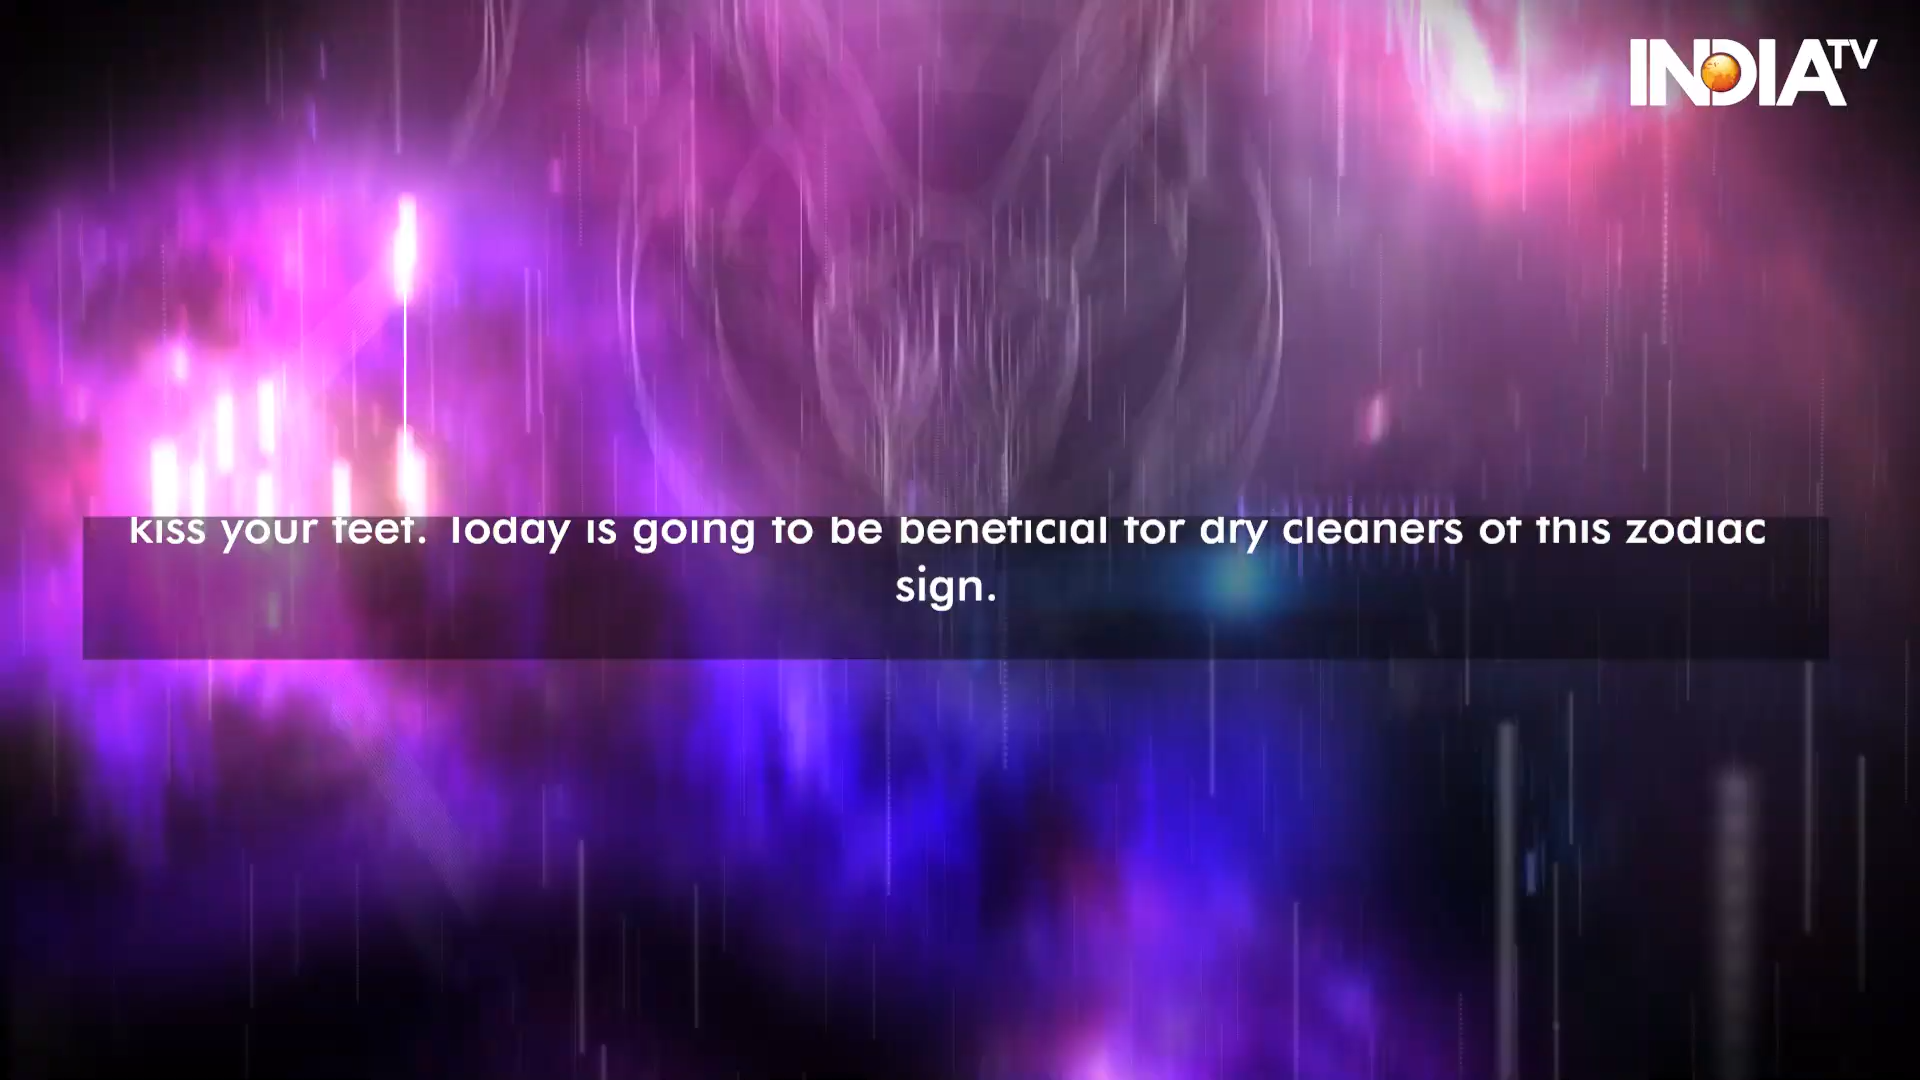 INDIA TV
kiss your feet. Today is going to be beneficial for dry cleaners of this zodiac
sign.